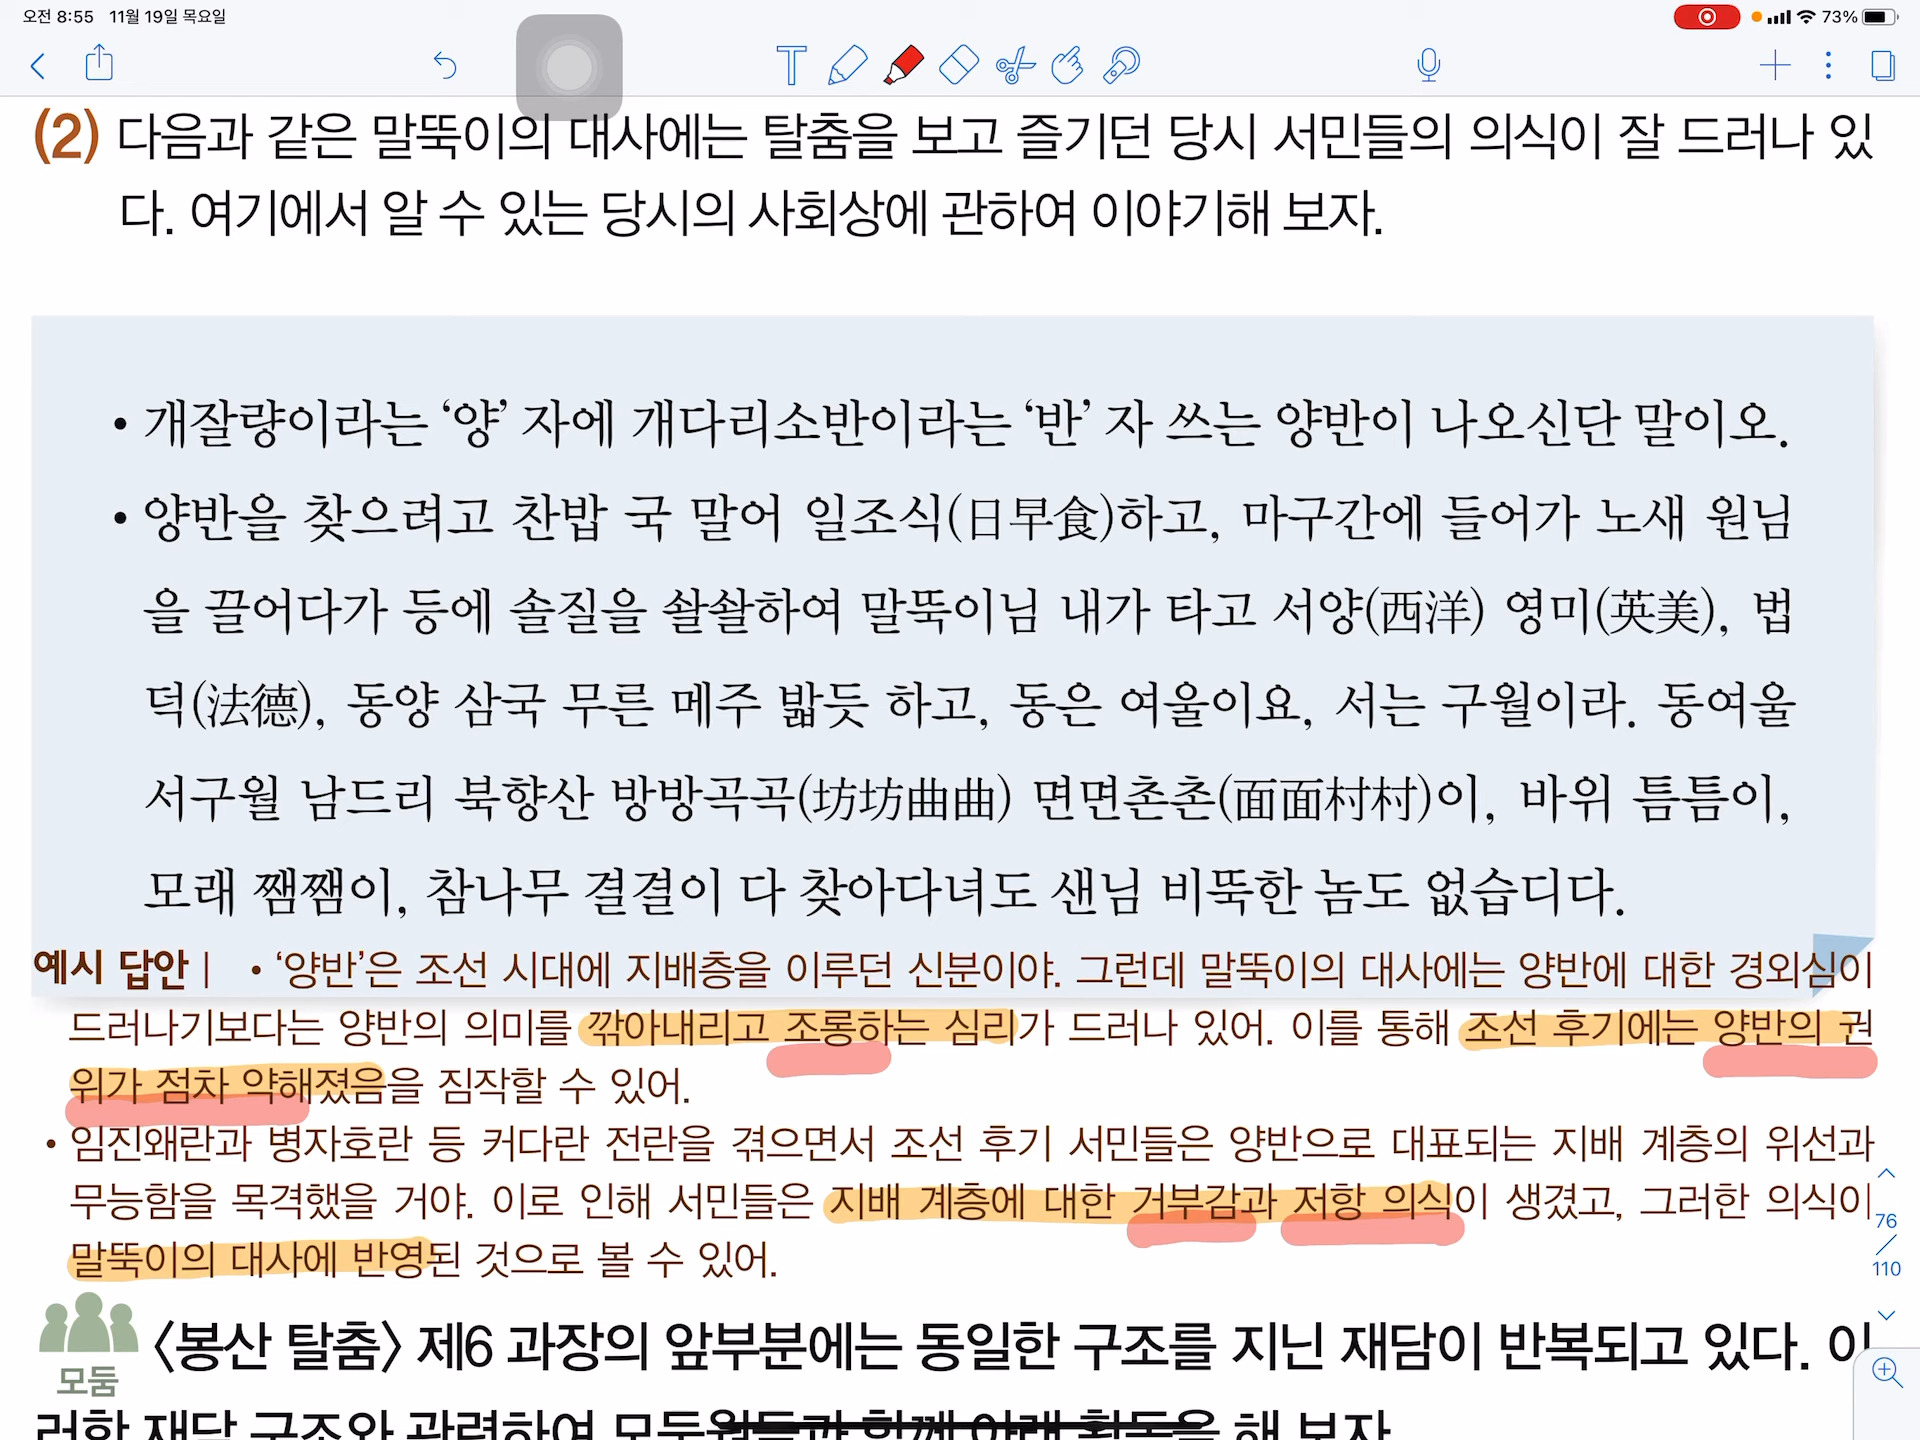 오전 8:55 11월 19일 목요일
73%
(2) 다음과 같은 말뚝이의 대사에는 탈춤을 보고 즐기던 당시 서민들의 의식이 잘 드러나 있
다. 여기에서 알 수 있는 당시의 사회상에 관하여 이야기해 보자.
• 개잘량이라는 ‘양’ 자에 개다리소반이라는 ‘반’ 자 쓰는 양반이 나오신단 말이오.
• 양반을 찾으려고 찬밥 국 말어 일조식(日早食)하고, 마구간에 들어가 노새 원님
을 끌어다가 등에 솔질을 솰솰하여 말뚝이님 내가 타고 서양(西洋) 영미(英美), 법
덕(法德), 동양 삼국 무른 메주 밟듯 하고, 동은 여울이요, 서는 구월이라. 동여울
서구월 남드리 북향산 방방곡곡(坊坊曲曲) 면면촌촌(面面村村)이, 바위 틈틈이,
모래 쨈쨈이, 참나무 결결이 다 찾아다녀도 샌님 비뚝한 놈도 없습디다.
예시 답안 | • ‘양반’은 조선 시대에 지배층을 이루던 신분이야. 그런데 말뚝이의 대사에는 양반에 대한 경외심이
드러나기보다는 양반의 의미를 깎아내리고 조롱하는 심리가 드러나 있어. 이를 통해 조선 후기에는 양반의 권
위가 점차 약해졌음을 짐작할 수 있어.
• 임진왜란과 병자호란 등 커다란 전란을 겪으면서 조선 후기 서민들은 양반으로 대표되는 지배 계층의 위선과
무능함을 목격했을 거야. 이로 인해 서민들은 지배 계층에 대한 거부감과 저항 의식이 생겼고, 그러한 의식이
말뚝이의 대사에 반영된 것으로 볼 수 있어.
76
/
110
모둠
〈봉산 탈춤〉 제6 과장의 앞부분에는 동일한 구조를 지닌 재담이 반복되고 있다. 이
러한 재담 구조와 관련하여 모둠원들과 함께 아래 활동을 해 보자.